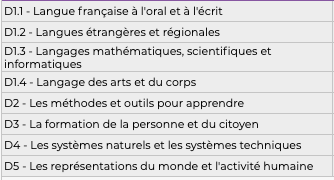 D1.1 - Langue française à l'oral et à l'écrit
D1.2 - Langues étrangères et régionales
D1.3 - Langages mathématiques, scientifiques et
informatiques
D1.4 - Langage des arts et du corps
D2 - Les méthodes et outils pour apprendre
D3 - La formation de la personne et du citoyen
D4 - Les systèmes naturels et les systèmes techniques
D5 - Les représentations du monde et l'activité humaine